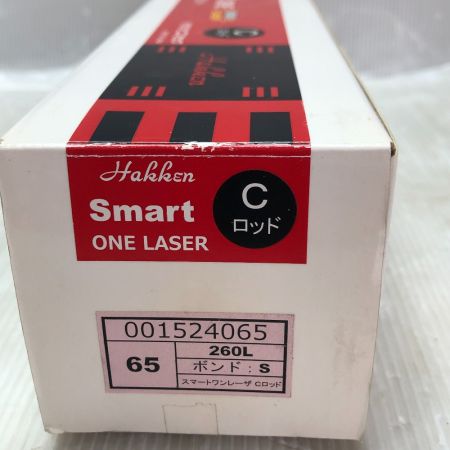 Hakken
Hakken
Smart
C
ロッド
ONE LASER
001524065
65
260L
ボンド：S
スマートワンレーザ Cロッド